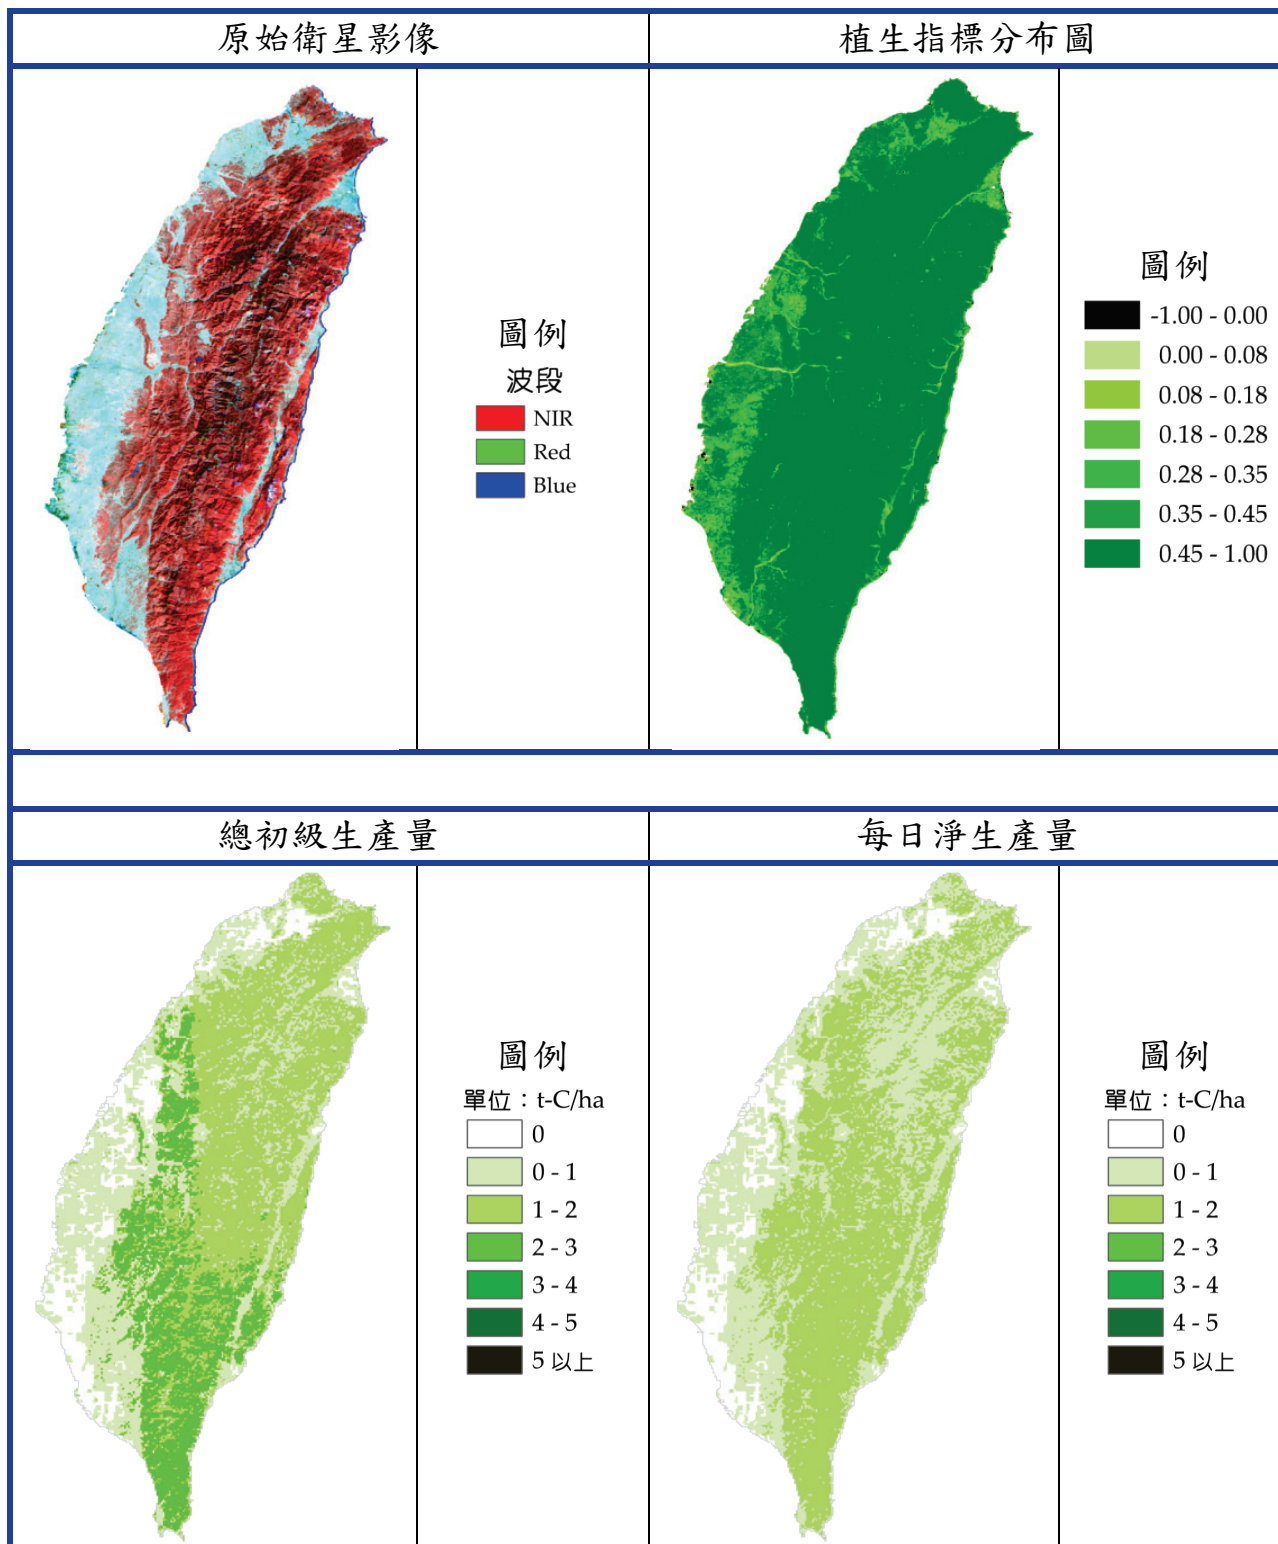 原始衛星影像
植生指標分布圖
圖例
波段
NIR
Red
Blue
圖例
-1.00 - 0.00
0.00 - 0.08
0.08 - 0.18
0.18 - 0.28
0.28 - 0.35
0.35 - 0.45
0.45 - 1.00
總初級生產量
每日淨生產量
圖例
單位：t-C/ha
0
0 - 1
1 - 2
2 - 3
3 - 4
4 - 5
5 以上
圖例
單位：t-C/ha
0
0 - 1
1 - 2
2 - 3
3 - 4
4 - 5
5 以上